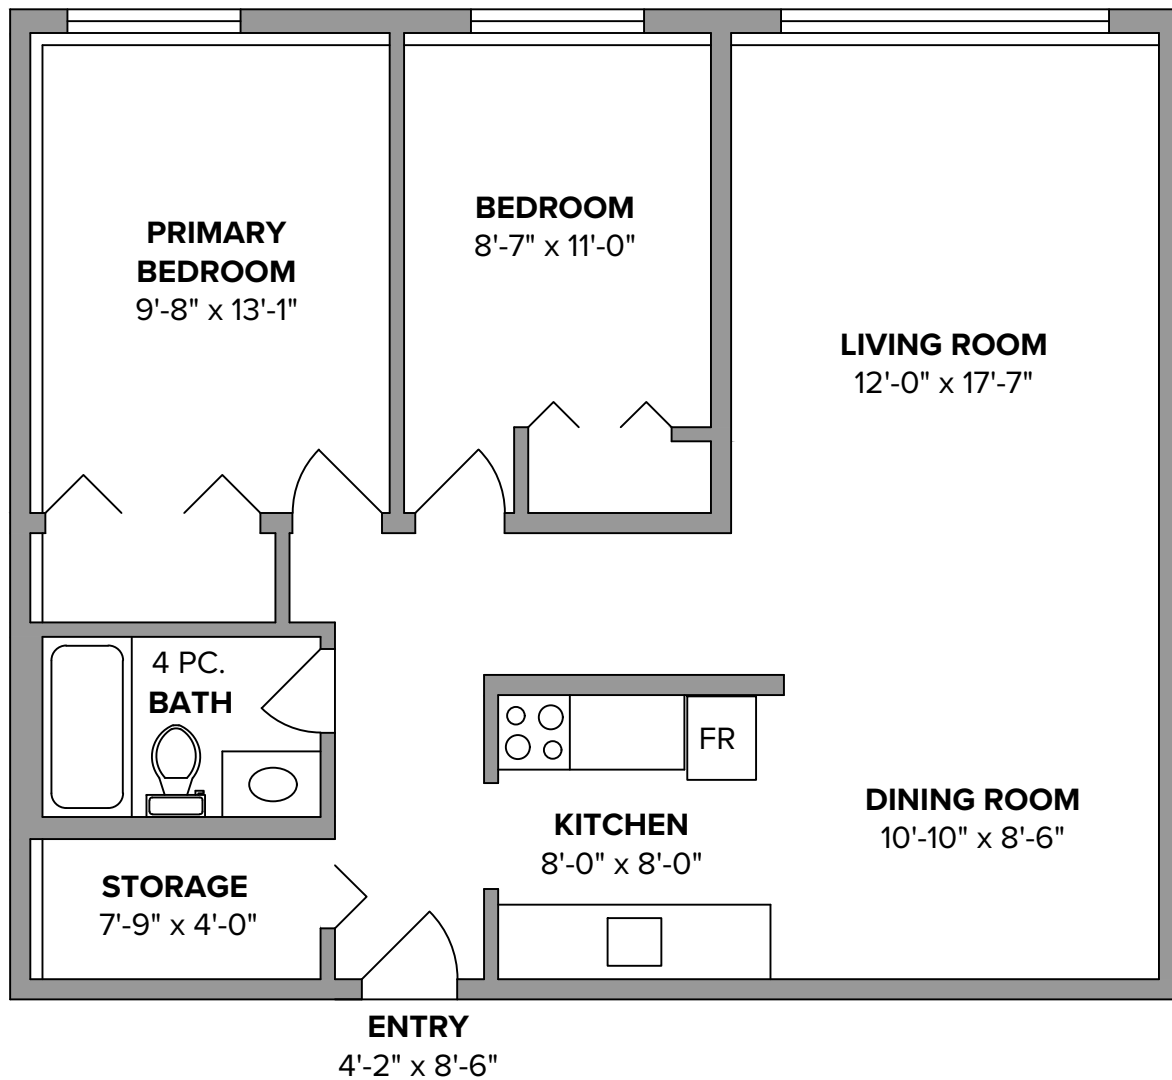 PRIMARY
BEDROOM
9'-8" x 13'-1"
BEDROOM
8'-7" x 11'-0"
LIVING ROOM
12'-0" x 17'-7"
4 PC.
BATH
FR
KITCHEN
8'-0" x 8'-0"
DINING ROOM
10'-10" x 8'-6"
STORAGE
7'-9" x 4'-0"
ENTRY
4'-2" x 8'-6"